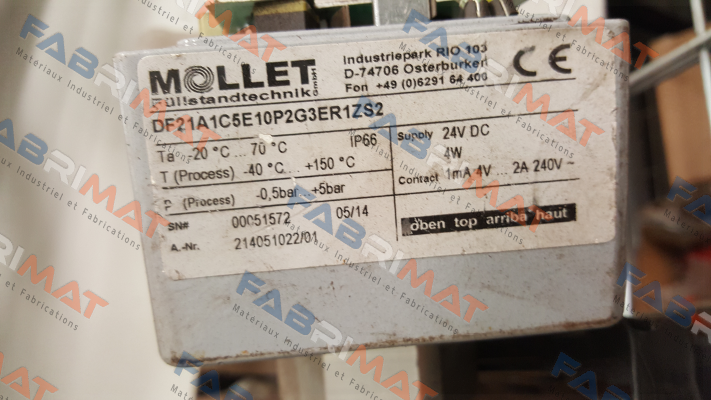 MOLLET GmbH
Füllstandtechnik
Industriepark RIO 103
D-74706 Osterburken
Fon +49 (0)6291 64 400
CE
DF21A1C5E10P2G3ER1ZS2
Ta -20 °C ... 70 °C IP66
T (Process) -40 °C ... +150 °C
P (Process) -0,5bar ... +5bar
SN# 00051572 05/14
A.-Nr. 214051022/01
Supply 24V DC
4W
Contact 1mA 4V ... 2A 240V ~
oben top arriba haut
FABRIMAT
Materiaux Industriel et Fabrications